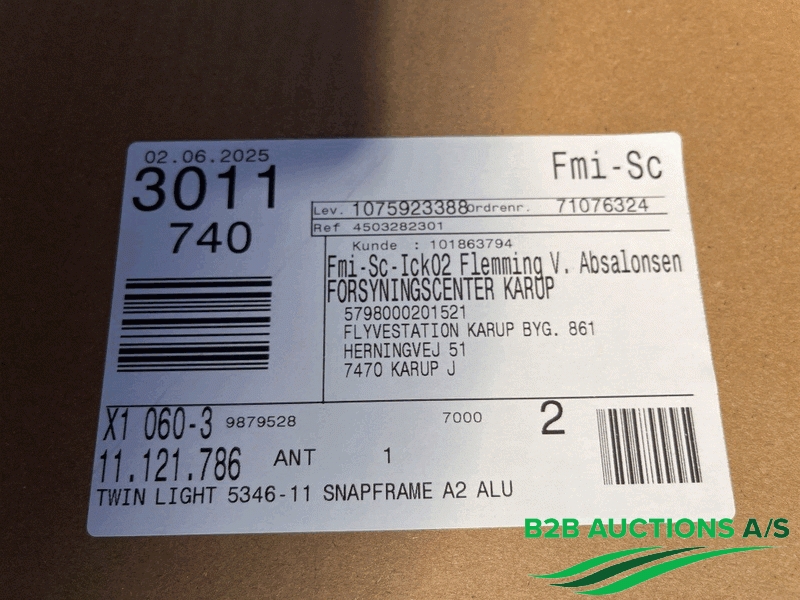 02.06.2025
3011
740
Fmi-Sc
Lev. 1075923388 Ordrenr. 71076324
Ref 4503282301
Kunde : 101863794
Fmi-Sc-Ick02 Flemming V. Absalonsen
FORSYNINGSCENTER KARUP
5798000201521
FLYVESTATION KARUP BYG. 861
HERNINGVEJ 51
7470 KARUP J
X1 060-3 9879528 7000 2
11.121.786 ANT 1
TWIN LIGHT 5346-11 SNAPFRAME A2 ALU
B2B AUCTIONS A/S